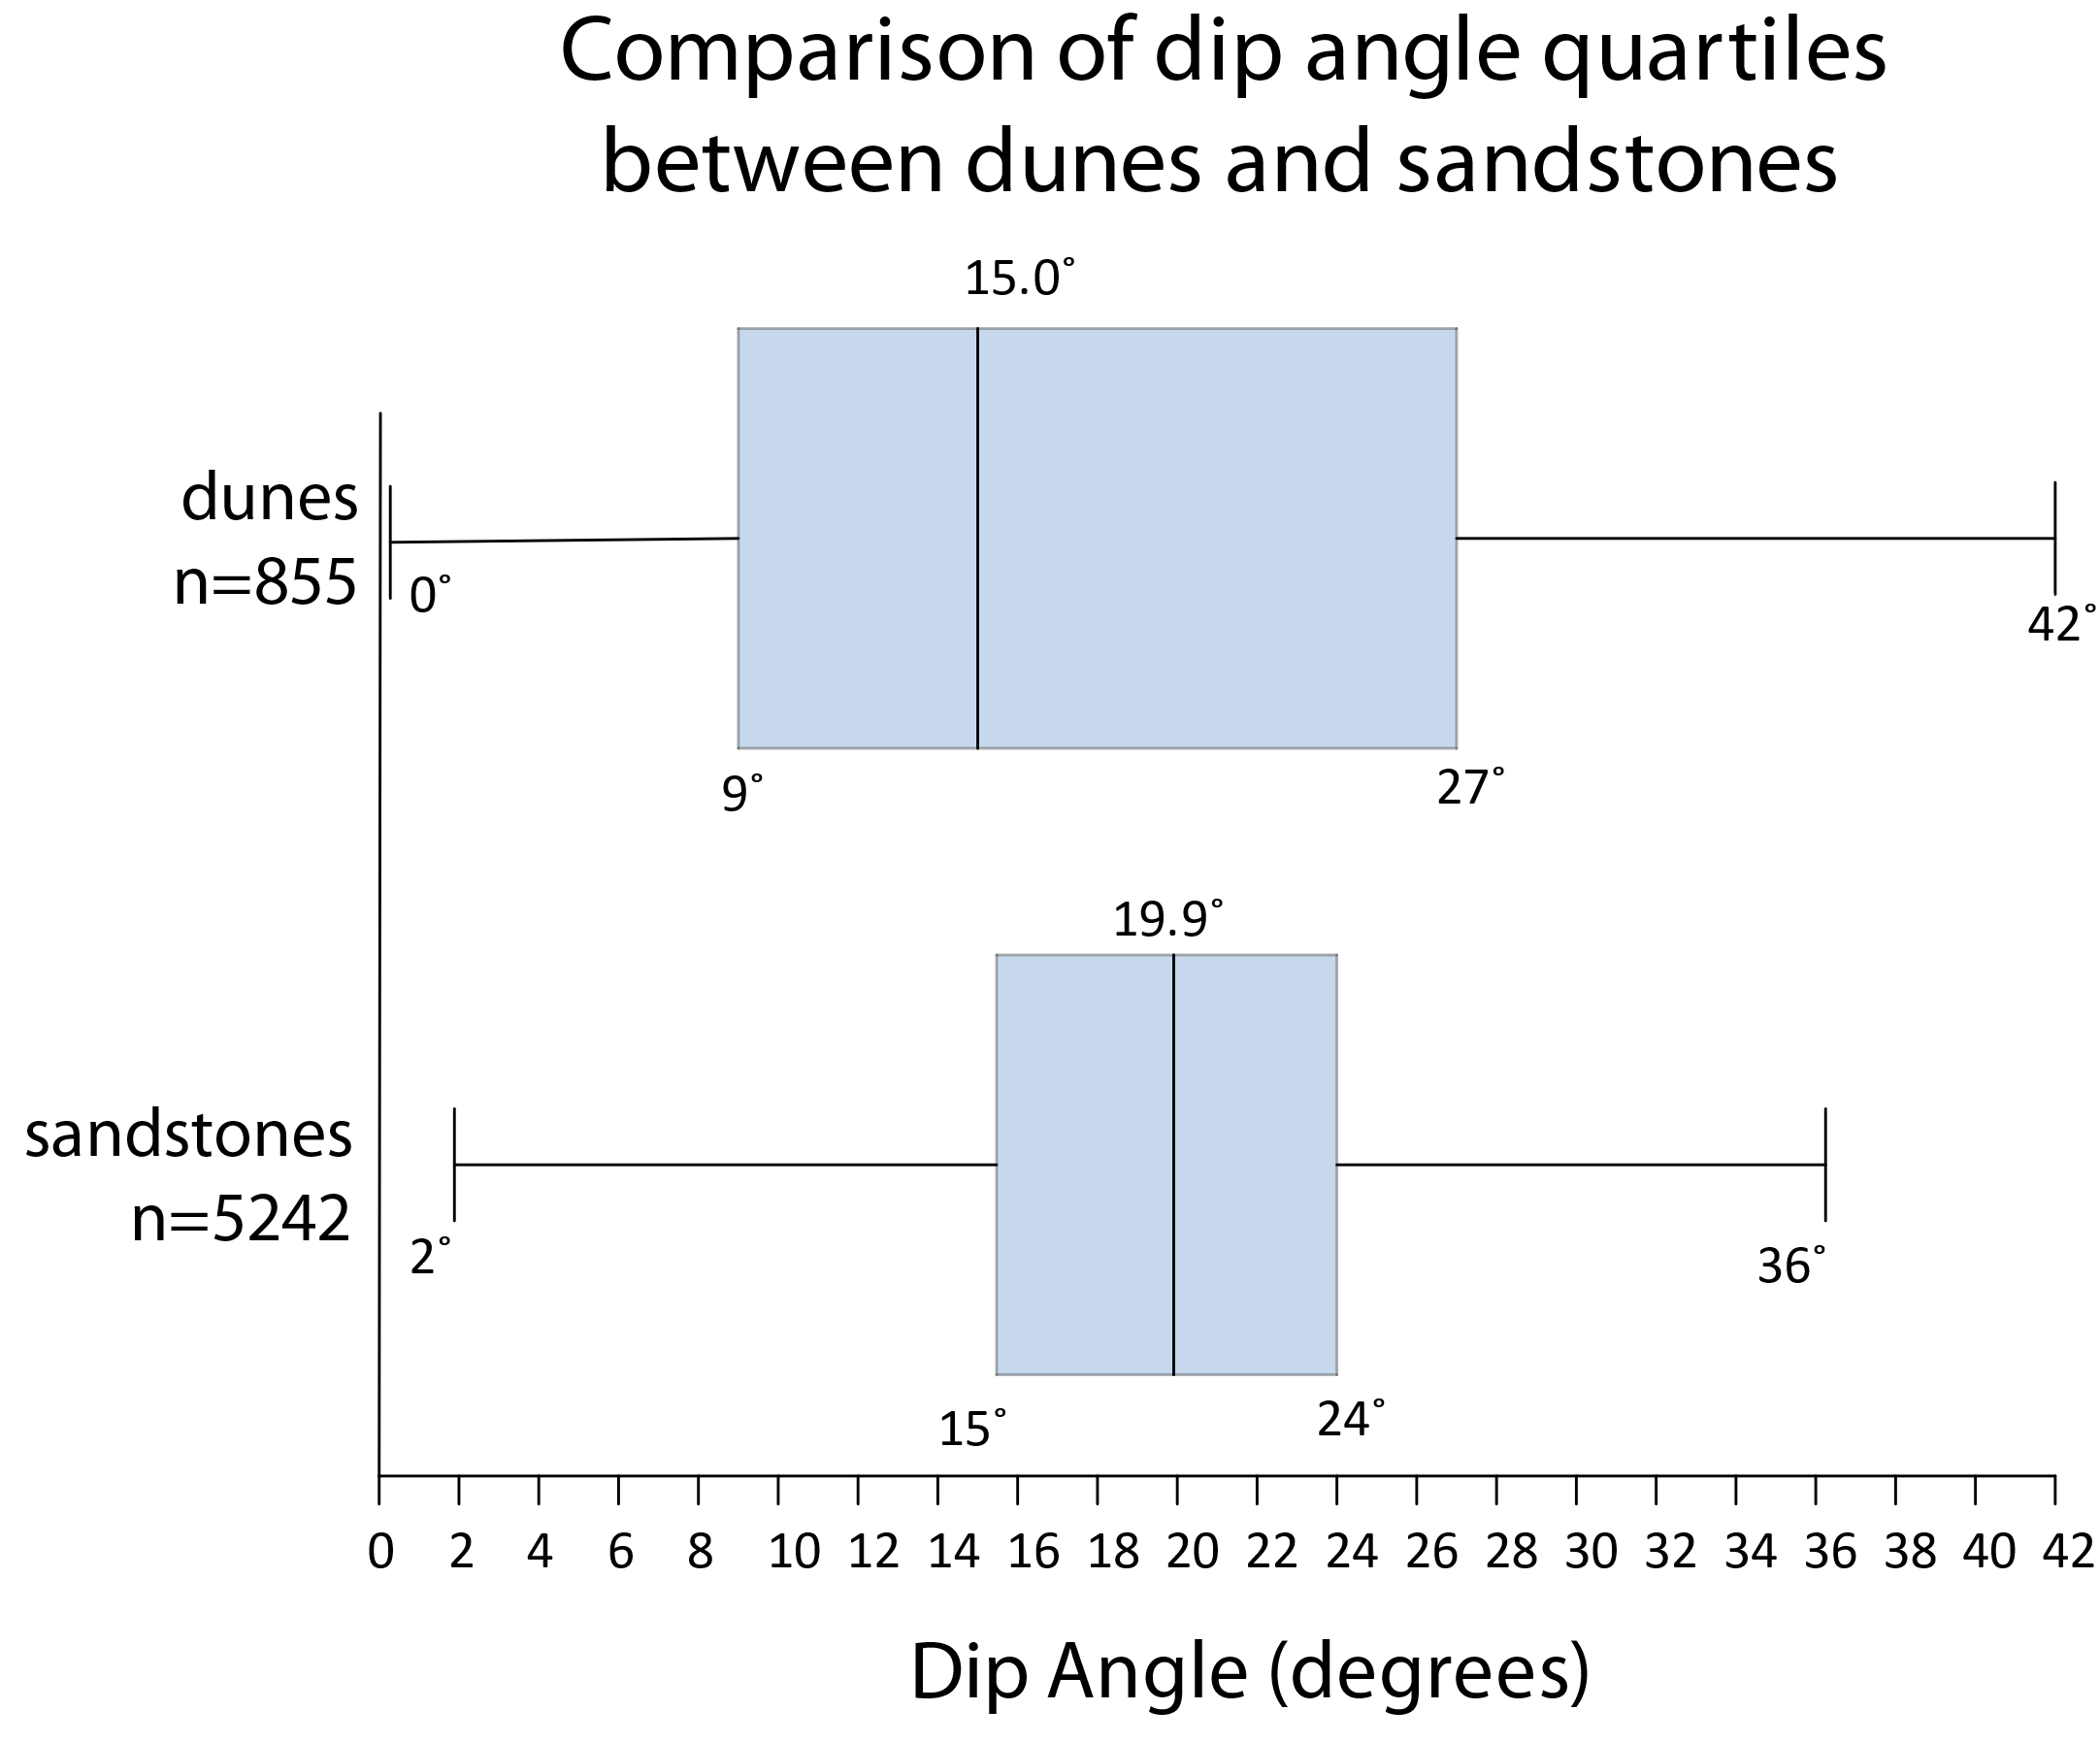 Comparison of dip angle quartiles
between dunes and sandstones
15.0°
dunes
n=855
0°
42°
9°
27°
19.9°
sandstones
n=5242
2°
36°
15°
24°
0 2 4 6 8 10 12 14 16 18 20 22 24 26 28 30 32 34 36 38 40 42
Dip Angle (degrees)